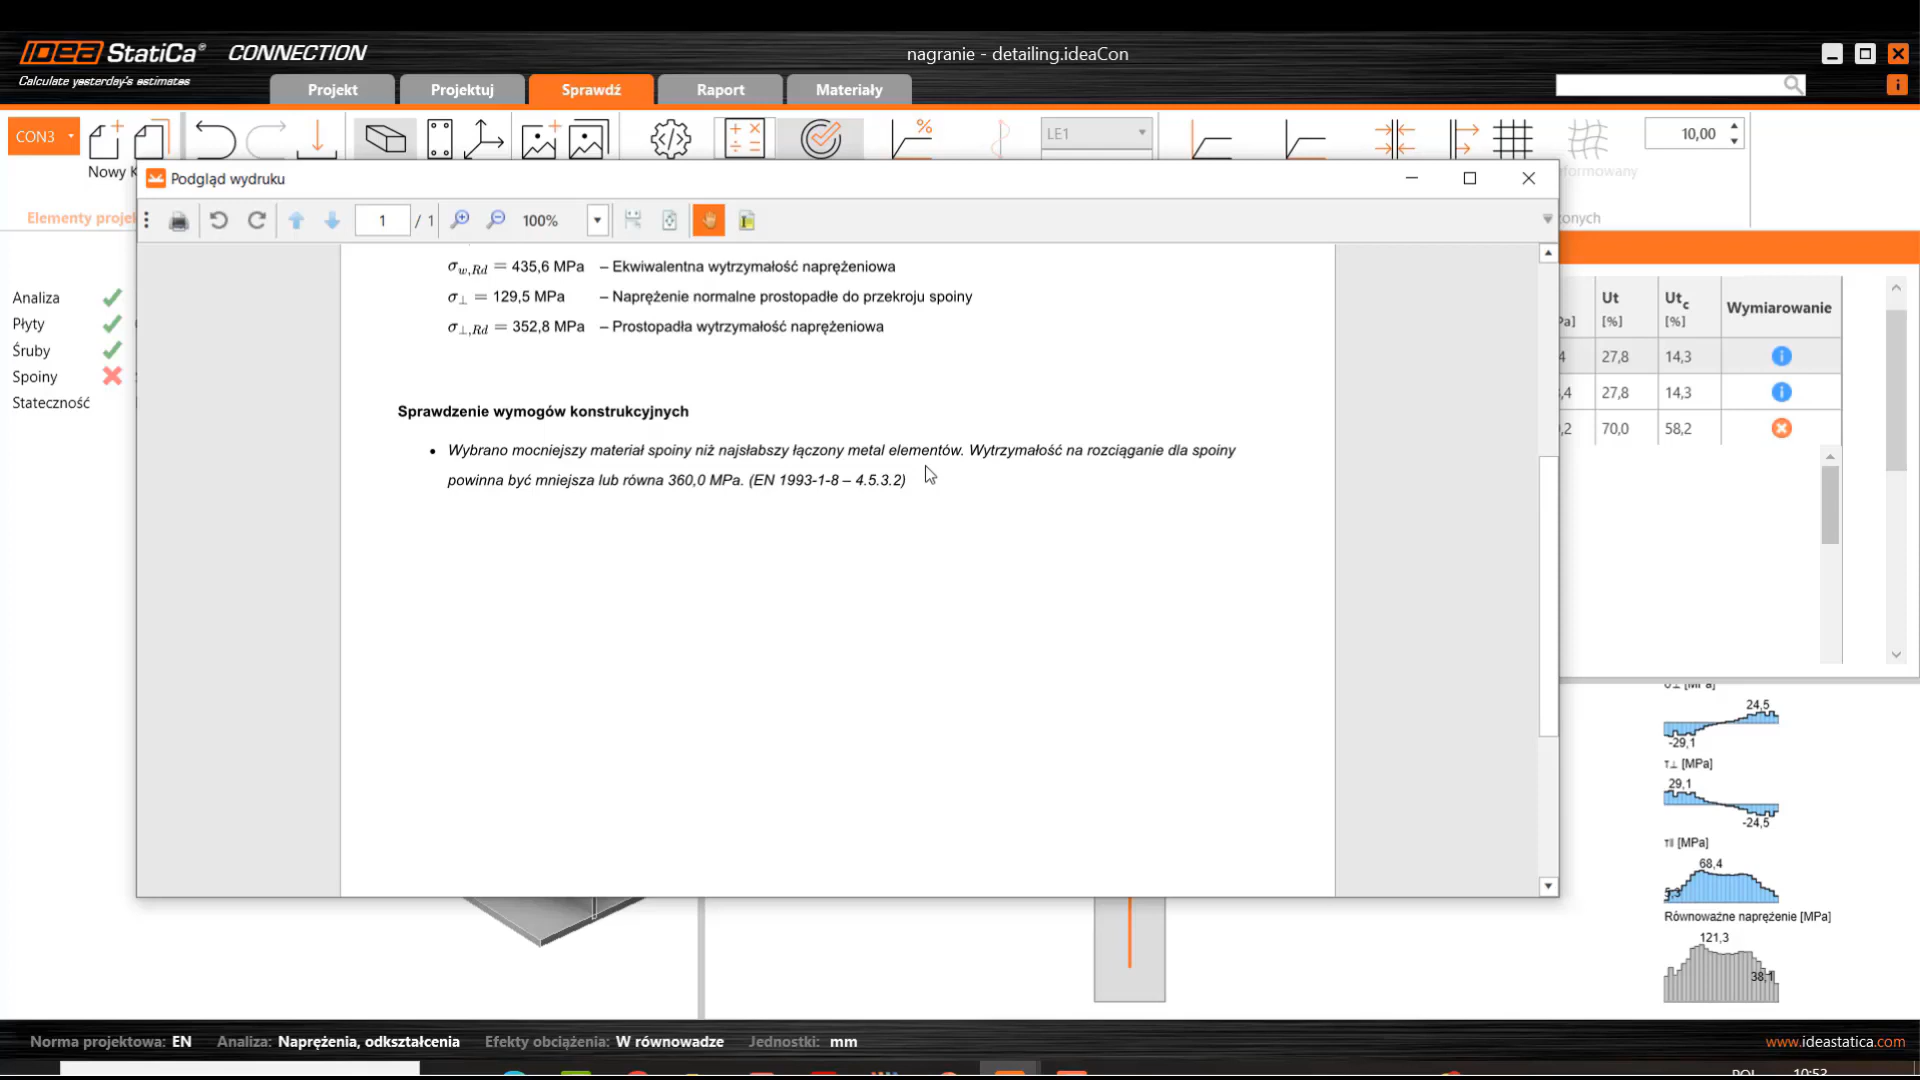 IDEA StatiCa® CONNECTION
Calculate yesterday's estimates
nagranie - detailing.ideaCon
Projekt
Projektuj
Sprawdź
Raport
Materiały
CON3
LE1
10,00
Nowy
Elementy
Podgląd wydruku
1 / 1
100%
σw,Rd = 435,6 MPa – Ekwiwalentna wytrzymałość naprężeniowa
σ⊥ = 129,5 MPa – Naprężenie normalne prostopadłe do przekroju spoiny
σ⊥,Rd = 352,8 MPa – Prostopadła wytrzymałość naprężeniowa
Sprawdzenie wymogów konstrukcyjnych
• Wybrano mocniejszy materiał spoiny niż najsłabszy łączony metal elementów. Wytrzymałość na rozciąganie dla spoiny
powinna być mniejsza lub równa 360,0 MPa. (EN 1993-1-8 – 4.5.3.2)
Analiza
Płyty
Śruby
Spoiny
Stateczność
Ut [%]
Utc [%]
Wymiarowanie
27,8 14,3
27,8 14,3
70,0 58,2
24,5
-29,1
τ⊥ [MPa]
29,1
-24,5
τ∥ [MPa]
68,4
Równoważne naprężenie [MPa]
121,3
38,1
Norma projektowa: EN Analiza: Naprężenia, odkształcenia Efekty obciążenia: W równowadze Jednostki: mm
www.ideastatica.com